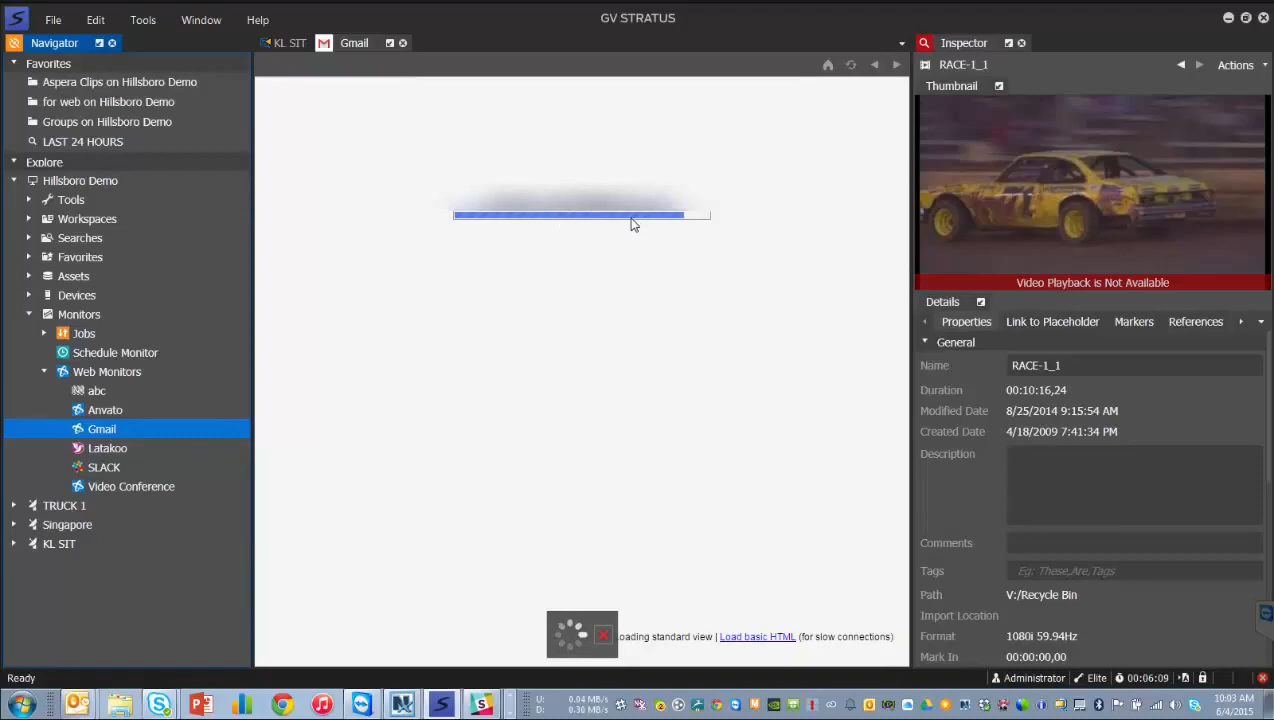 File Edit Tools Window Help GV STRATUS
Navigator
KL SIT Gmail
Inspector
Favorites
Aspera Clips on Hillsboro Demo
for web on Hillsboro Demo
Groups on Hillsboro Demo
LAST 24 HOURS
Explore
Hillsboro Demo
Tools
Workspaces
Searches
Favorites
Assets
Devices
Monitors
Jobs
Schedule Monitor
Web Monitors
abc
Anvato
Gmail
Latakoo
SLACK
Video Conference
TRUCK 1
Singapore
KL SIT
Loading standard view | Load basic HTML (for slow connections)
RACE-1_1 Actions
Thumbnail
Video Playback is Not Available
Details
Properties Link to Placeholder Markers References
General
Name RACE-1_1
Duration 00:10:16,24
Modified Date 8/25/2014 9:15:54 AM
Created Date 4/18/2009 7:41:34 PM
Description
Comments
Tags Eg: These,Are,Tags
Path V:/Recycle Bin
Import Location
Format 1080i 59.94Hz
Mark In 00:00:00,00
Ready Administrator Elite 00:06:09
U: 0.04 MB/s
D: 0.36 MB/s
10:03 AM
6/4/2015